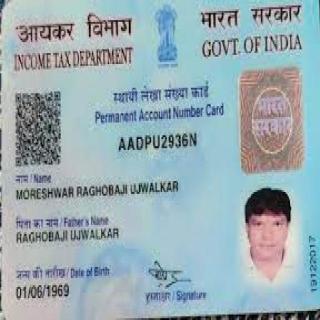 आयकर विभाग
INCOME TAX DEPARTMENT
भारत सरकार
GOVT. OF INDIA
स्थायी लेखा संख्या कार्ड
Permanent Account Number Card
AADPU2936N
भारत
सरकार
नाम / Name
MORESHWAR RAGHOBAJI UJWALKAR
पिता का नाम / Father's Name
RAGHOBAJI UJWALKAR
जन्म की तारीख / Date of Birth
01/06/1969
हस्ताक्षर / Signature
19122017